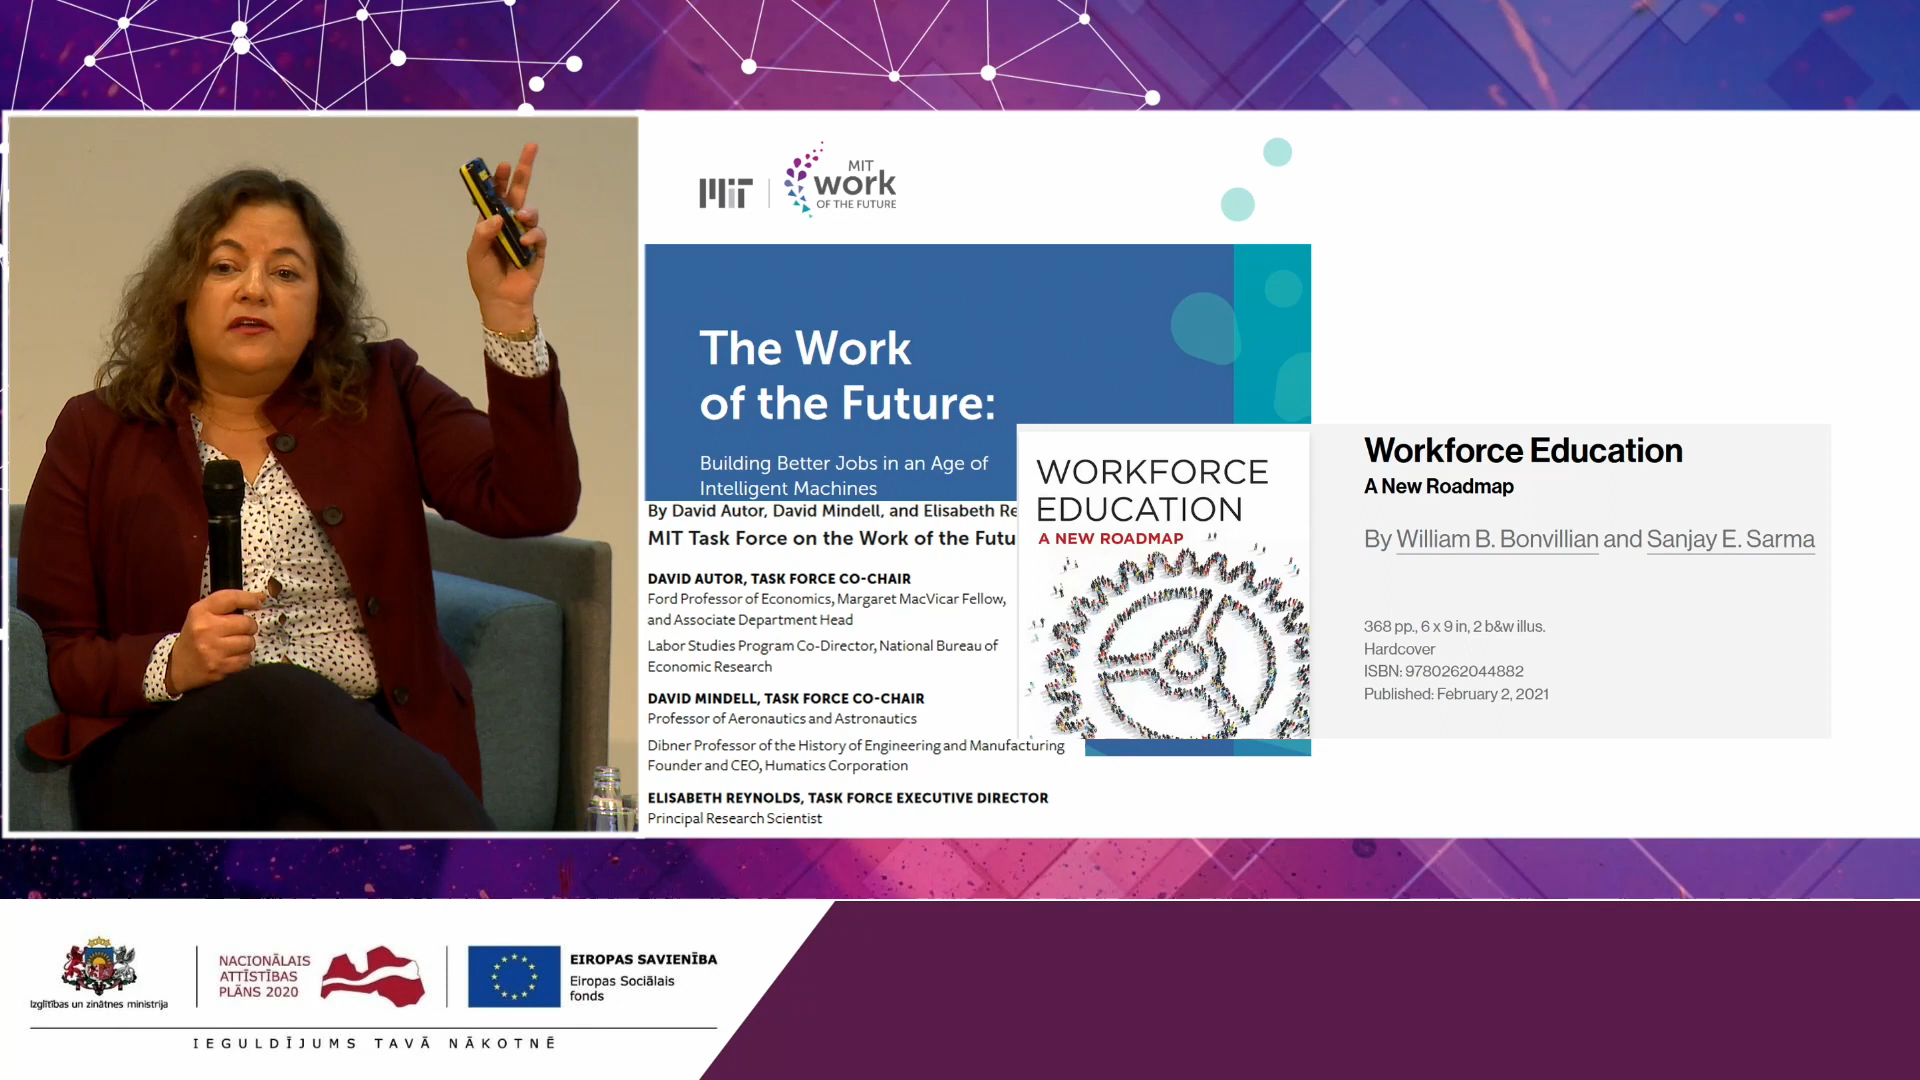 MIT
MIT
work
OF THE FUTURE
The Work
of the Future:
Building Better Jobs in an Age of
Intelligent Machines
By David Autor, David Mindell, and Elisabeth Re
MIT Task Force on the Work of the Futu
DAVID AUTOR, TASK FORCE CO-CHAIR
Ford Professor of Economics, Margaret MacVicar Fellow,
and Associate Department Head
Labor Studies Program Co-Director, National Bureau of
Economic Research
DAVID MINDELL, TASK FORCE CO-CHAIR
Professor of Aeronautics and Astronautics
Dibner Professor of the History of Engineering and Manufacturing
Founder and CEO, Humatics Corporation
ELISABETH REYNOLDS, TASK FORCE EXECUTIVE DIRECTOR
Principal Research Scientist
WORKFORCE
EDUCATION
A NEW ROADMAP
Workforce Education
A New Roadmap
By William B. Bonvillian and Sanjay E. Sarma
368 pp., 6 x 9 in, 2 b&w illus.
Hardcover
ISBN: 9780262044882
Published: February 2, 2021
Izglītības un zinātnes ministrija
NACIONĀLAIS
ATTĪSTĪBAS
PLĀNS 2020
EIROPAS SAVIENĪBA
Eiropas Sociālais
fonds
IEGULDĪJUMS TAVĀ NĀKOTNĒ